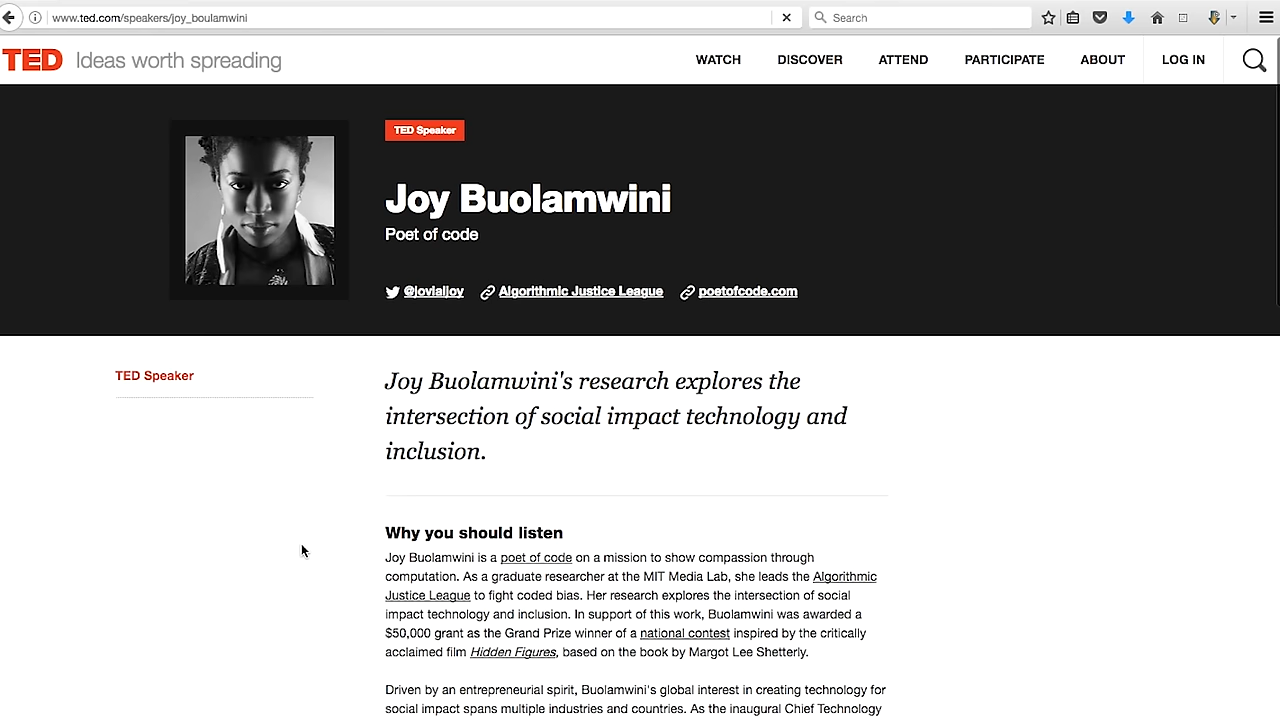 www.ted.com/speakers/joy_boulamwini
Search
TED Ideas worth spreading
WATCH DISCOVER ATTEND PARTICIPATE ABOUT LOG IN
TED Speaker
Joy Buolamwini
Poet of code
@jovialjoy Algorithmic Justice League poetofcode.com
TED Speaker
Joy Buolamwini's research explores the
intersection of social impact technology and
inclusion.
Why you should listen
Joy Buolamwini is a poet of code on a mission to show compassion through
computation. As a graduate researcher at the MIT Media Lab, she leads the Algorithmic
Justice League to fight coded bias. Her research explores the intersection of social
impact technology and inclusion. In support of this work, Buolamwini was awarded a
$50,000 grant as the Grand Prize winner of a national contest inspired by the critically
acclaimed film Hidden Figures, based on the book by Margot Lee Shetterly.
Driven by an entrepreneurial spirit, Buolamwini's global interest in creating technology for
social impact spans multiple industries and countries. As the inaugural Chief Technology